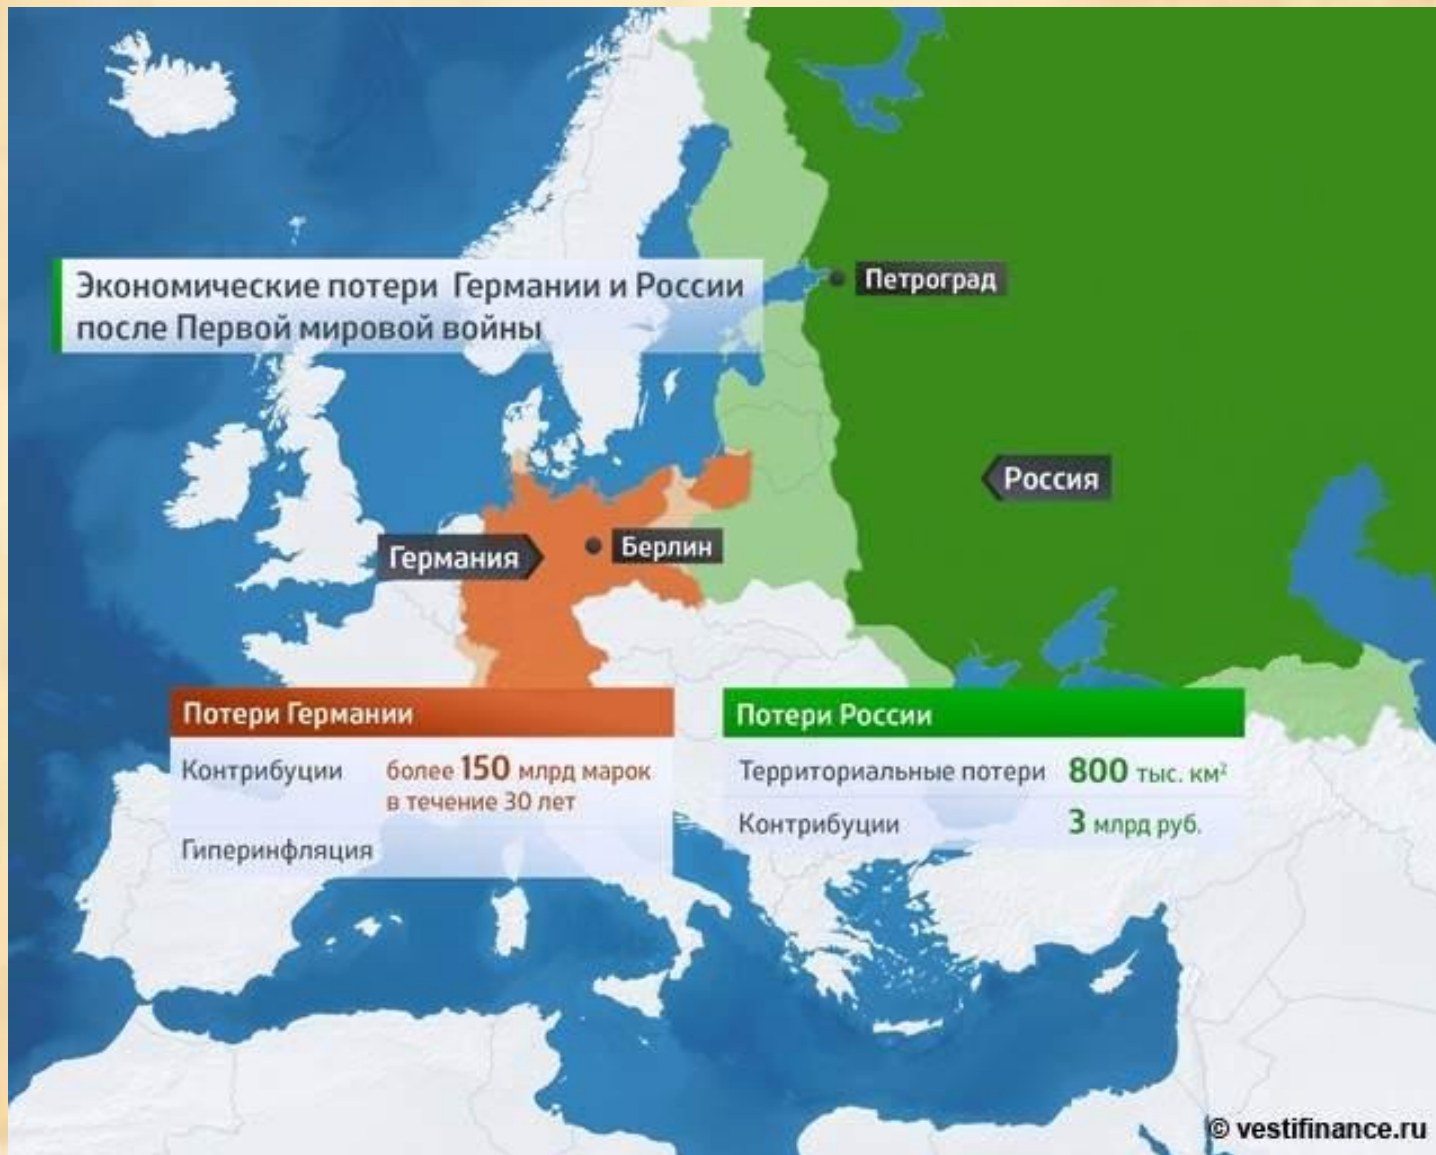 Экономические потери Германии и России
после Первой мировой войны
Петроград
Россия
Германия
Берлин
Потери Германии
Контрибуции более 150 млрд марок
в течение 30 лет
Гиперинфляция
Потери России
Территориальные потери 800 тыс. км²
Контрибуции 3 млрд руб.
© vestifinance.ru